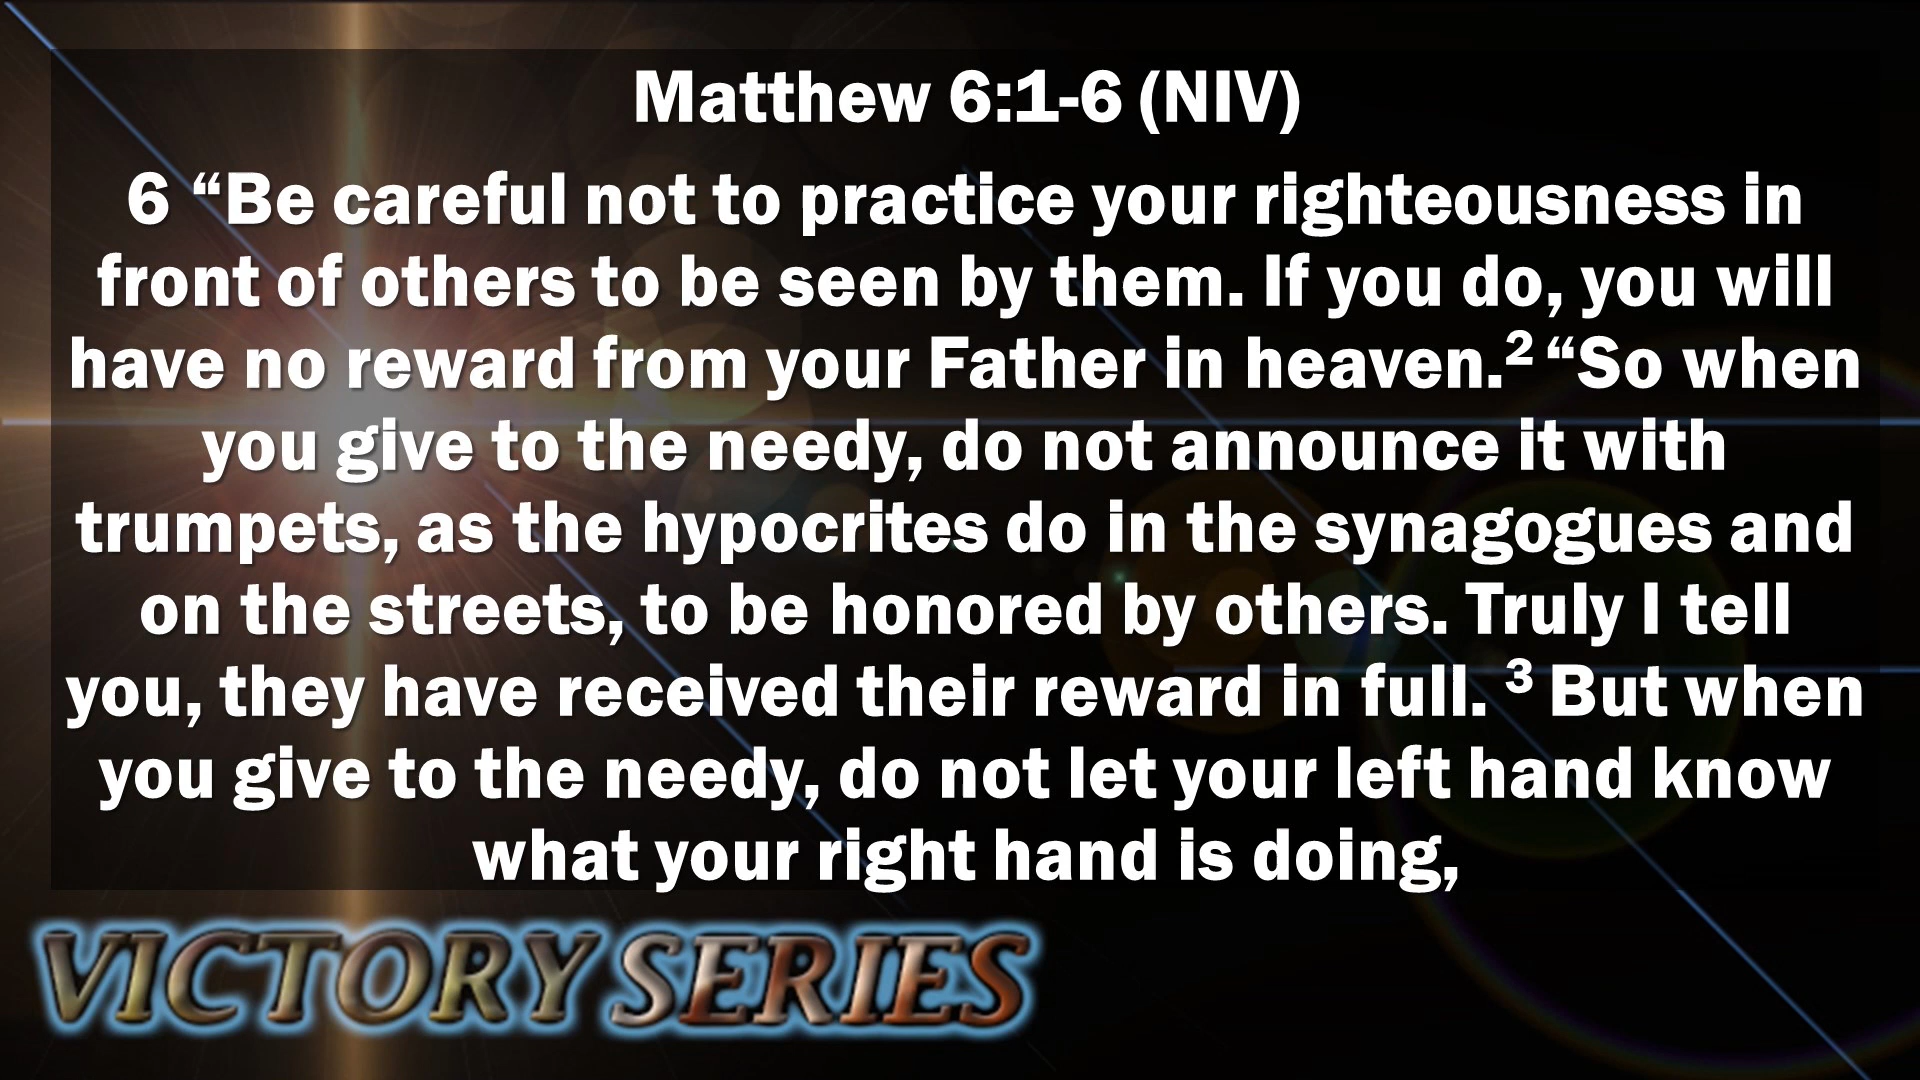 Matthew 6:1-6 (NIV)
6 “Be careful not to practice your righteousness in
front of others to be seen by them. If you do, you will
have no reward from your Father in heaven.² “So when
you give to the needy, do not announce it with
trumpets, as the hypocrites do in the synagogues and
on the streets, to be honored by others. Truly I tell
you, they have received their reward in full. ³ But when
you give to the needy, do not let your left hand know
what your right hand is doing,
VICTORY SERIES